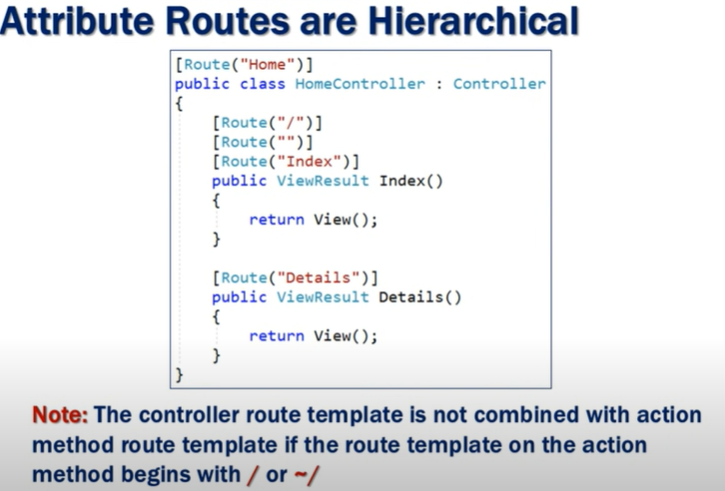 Attribute Routes are Hierarchical
[Route("Home")]
public class HomeController : Controller
{
[Route("/")]
[Route("")]
[Route("Index")]
public ViewResult Index()
{
return View();
}
[Route("Details")]
public ViewResult Details()
{
return View();
}
}
Note: The controller route template is not combined with action
method route template if the route template on the action
method begins with / or ~/